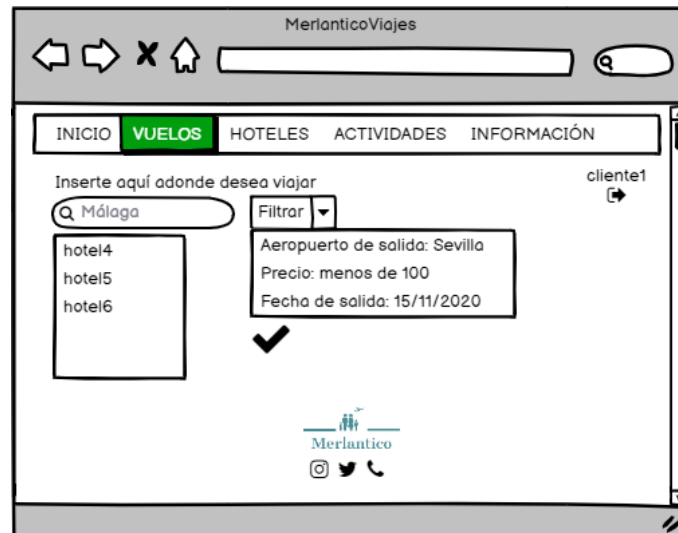 MerlanticoViajes
INICIO VUELOS HOTELES ACTIVIDADES INFORMACIÓN
cliente1
Inserte aquí adonde desea viajar
Málaga
Filtrar
hotel4
hotel5
hotel6
Aeropuerto de salida: Sevilla
Precio: menos de 100
Fecha de salida: 15/11/2020
Merlantico